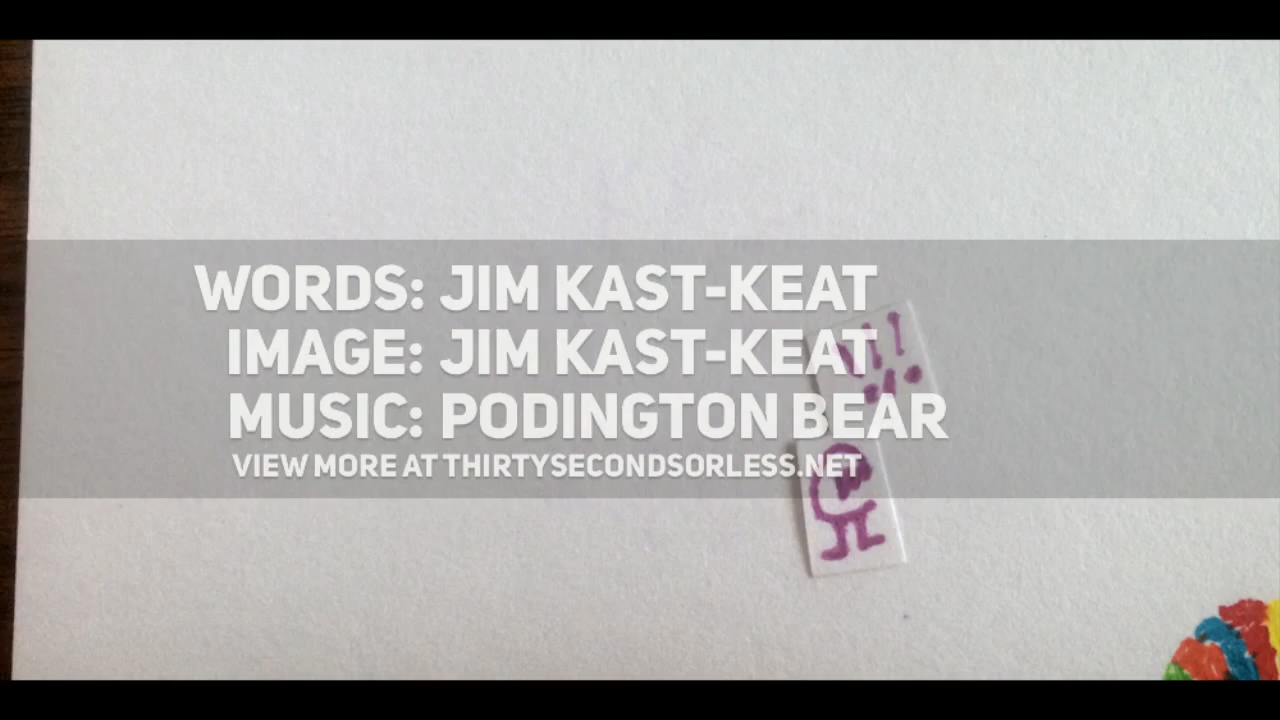 WORDS: JIM KAST-KEAT
IMAGE: JIM KAST-KEAT
MUSIC: PODINGTON BEAR
VIEW MORE AT THIRTYSECONDSORLESS.NET
!!!